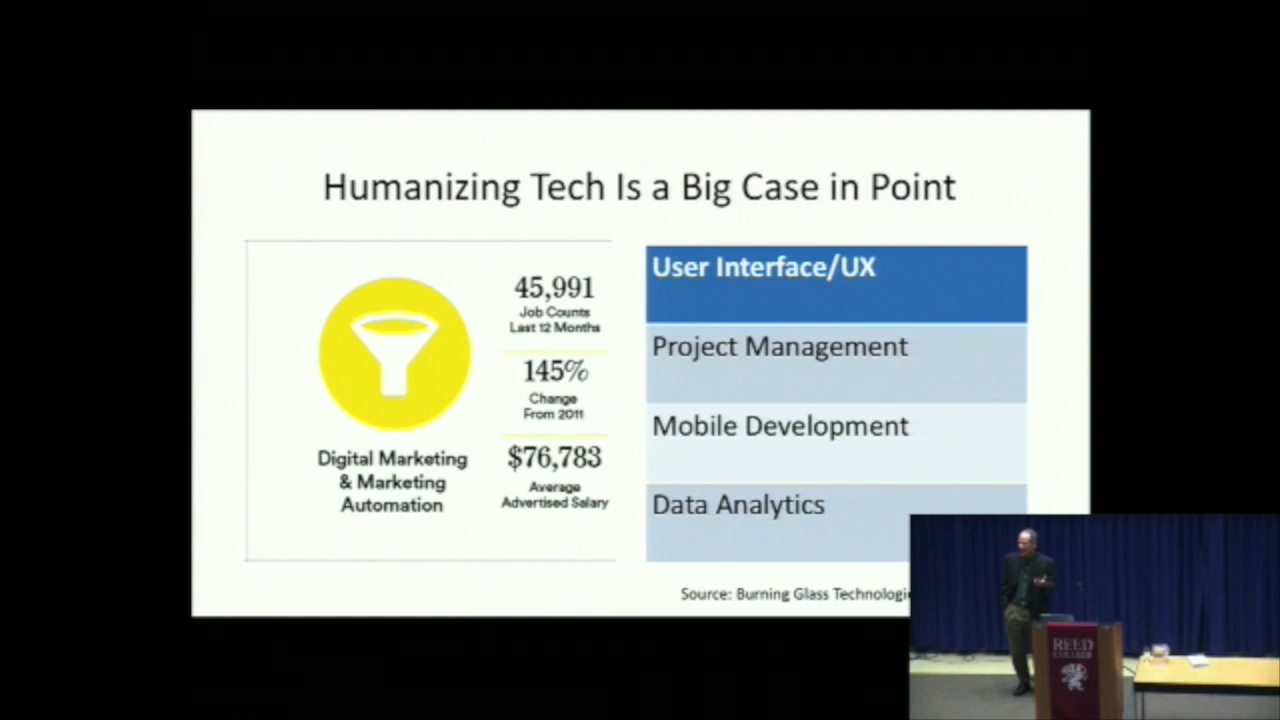 Humanizing Tech Is a Big Case in Point
45,991
Job Counts
Last 12 Months
145%
Change
From 2011
$76,783
Average
Advertised Salary
Digital Marketing
& Marketing
Automation
User Interface/UX
Project Management
Mobile Development
Data Analytics
Source: Burning Glass
REED
COLLEGE